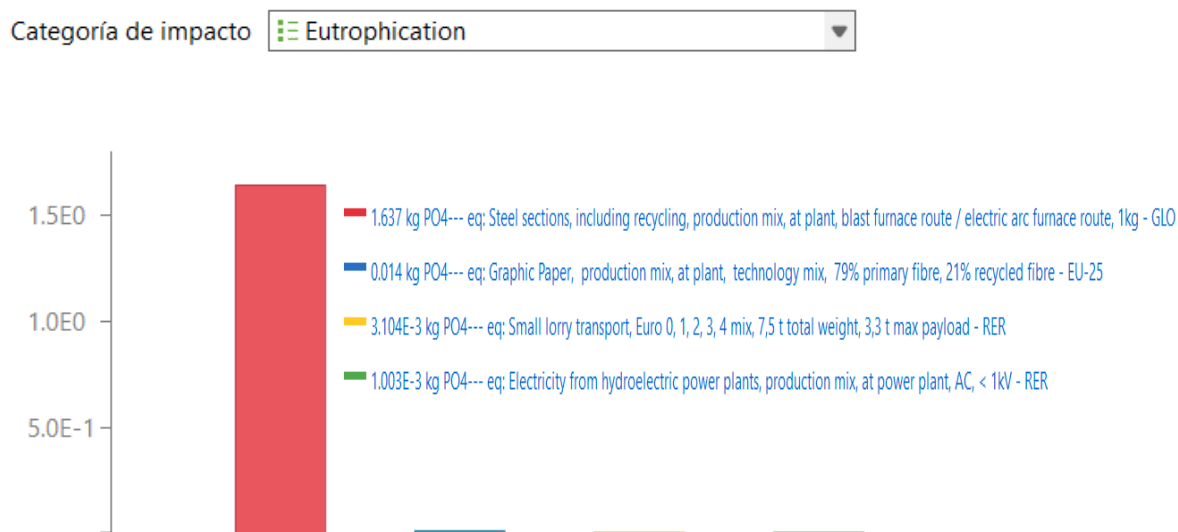 Categoría de impacto Eutrophication
1.5E0
1.637 kg PO4--- eq: Steel sections, including recycling, production mix, at plant, blast furnace route / electric arc furnace route, 1kg - GLO
0.014 kg PO4--- eq: Graphic Paper, production mix, at plant, technology mix, 79% primary fibre, 21% recycled fibre - EU-25
1.0E0
3.104E-3 kg PO4--- eq: Small lorry transport, Euro 0, 1, 2, 3, 4 mix, 7,5 t total weight, 3,3 t max payload - RER
1.003E-3 kg PO4--- eq: Electricity from hydroelectric power plants, production mix, at power plant, AC, < 1kV - RER
5.0E-1